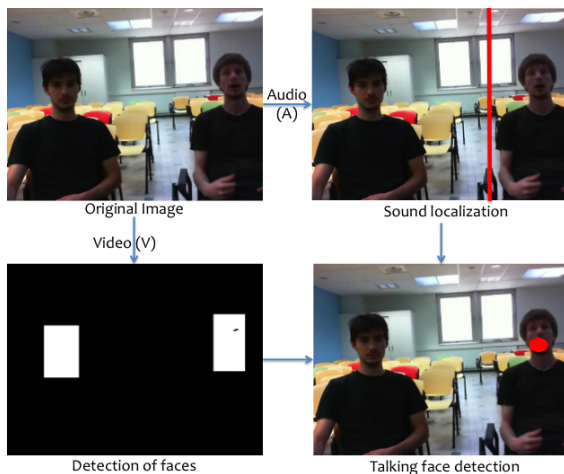 Audio
(A)
Original Image
Sound localization
Video (V)
Detection of faces
Talking face detection